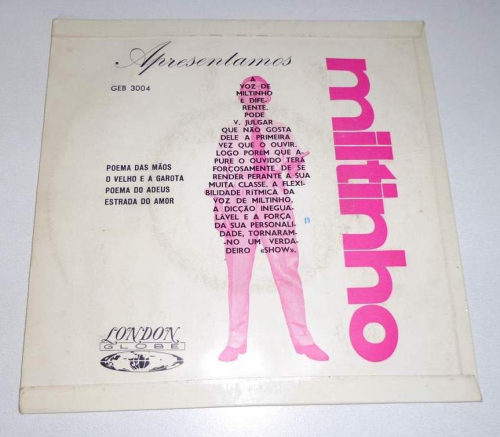 Apresentamos
GEB 3004
miltinho
A
VOZ DE
MILTINHO
E DIFE-
RENTE.
PODE
V. JULGAR
QUE NÃO GOSTA
DELE A PRIMEIRA
VEZ QUE O OUVIR.
LOGO POREM QUE A-
PURE O OUVIDO TERÁ
FORÇOSAMENTE DE SE
RENDER PERANTE A SUA
MUITA CLASSE. A FLEXI-
BILIDADE RITMICA DA
VOZ DE MILTINHO,
A DICÇÃO INEGUA-
LÁVEL E A FORÇA
DA SUA PERSONALI-
DADE, TORNARAM-
-NO UM VERDA-
DEIRO «SHOW».
POEMA DAS MÃOS
O VELHO E A GAROTA
POEMA DO ADEUS
ESTRADA DO AMOR
LONDON
GLOBE